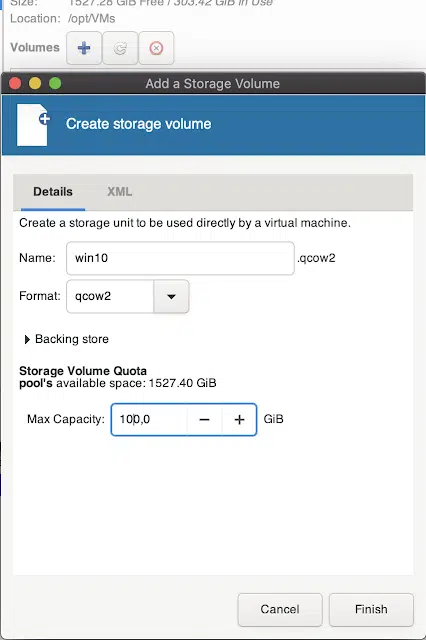 Size: 1527.28 GiB Free / 303.42 GiB In Use
Location: /opt/VMs
Volumes
Add a Storage Volume
Create storage volume
Details XML
Create a storage unit to be used directly by a virtual machine.
Name: win10 .qcow2
Format: qcow2
Backing store
Storage Volume Quota
pool's available space: 1527.40 GiB
Max Capacity: 100,0 GiB
Cancel Finish